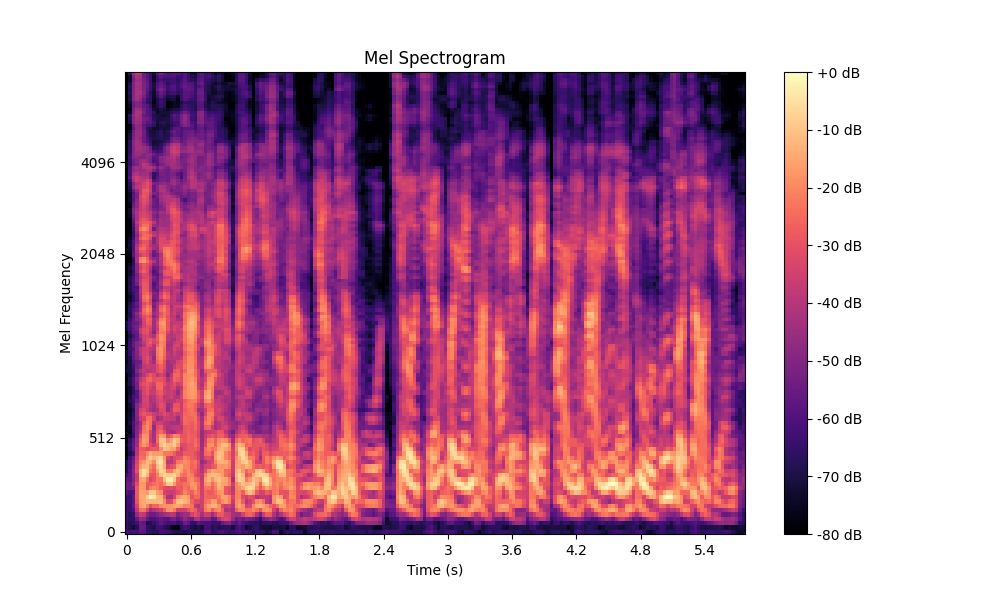 Mel Spectrogram
Mel Frequency
4096
2048
1024
512
0
0 0.6 1.2 1.8 2.4 3 3.6 4.2 4.8 5.4
Time (s)
+0 dB
-10 dB
-20 dB
-30 dB
-40 dB
-50 dB
-60 dB
-70 dB
-80 dB